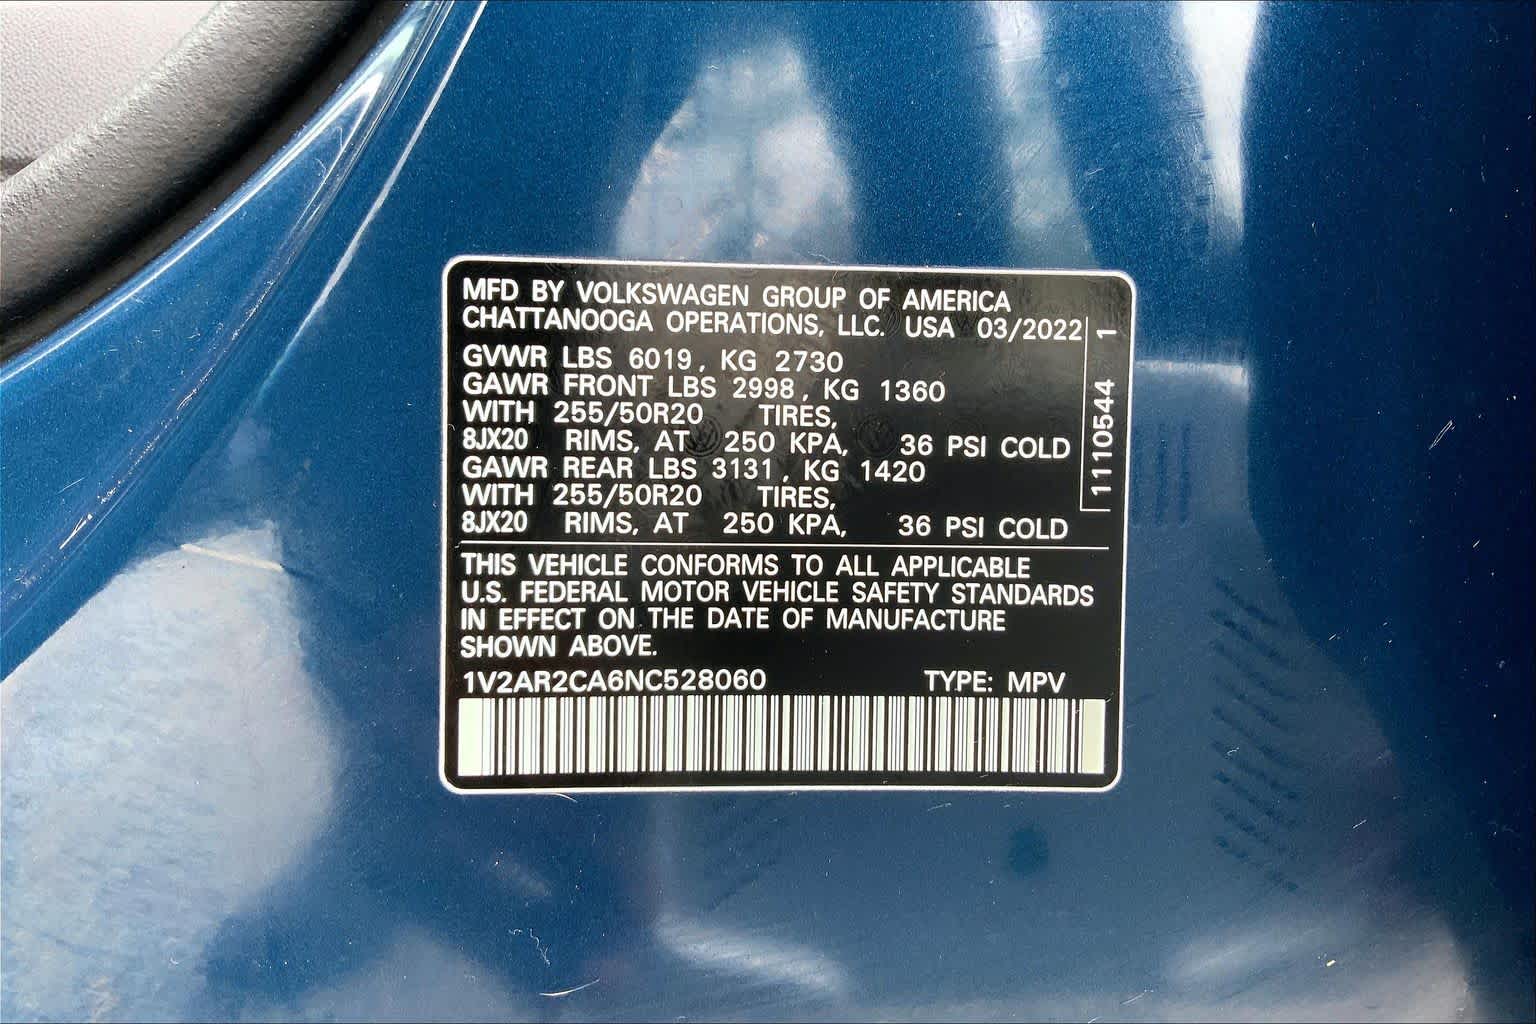 MFD BY VOLKSWAGEN GROUP OF AMERICA
CHATTANOOGA OPERATIONS, LLC. USA 03/2022
GVWR LBS 6019, KG 2730
GAWR FRONT LBS 2998, KG 1360
WITH 255/50R20 TIRES,
8JX20 RIMS, AT 250 KPA, 36 PSI COLD
GAWR REAR LBS 3131, KG 1420
WITH 255/50R20 TIRES,
8JX20 RIMS, AT 250 KPA, 36 PSI COLD
1110544 1
THIS VEHICLE CONFORMS TO ALL APPLICABLE
U.S. FEDERAL MOTOR VEHICLE SAFETY STANDARDS
IN EFFECT ON THE DATE OF MANUFACTURE
SHOWN ABOVE.
1V2AR2CA6NC528060 TYPE: MPV